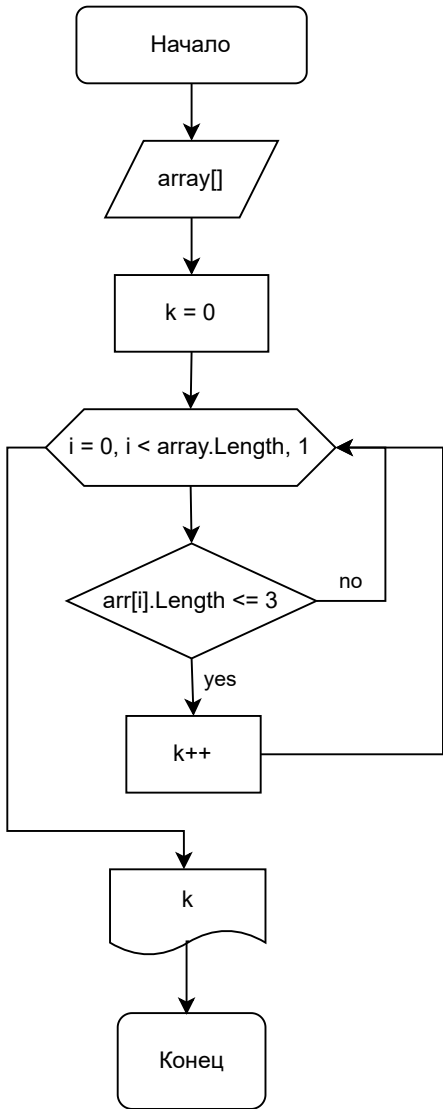 Начало
array[]
k = 0
i = 0, i < array.Length, 1
arr[i].Length <= 3
no
yes
k++
k
Конец